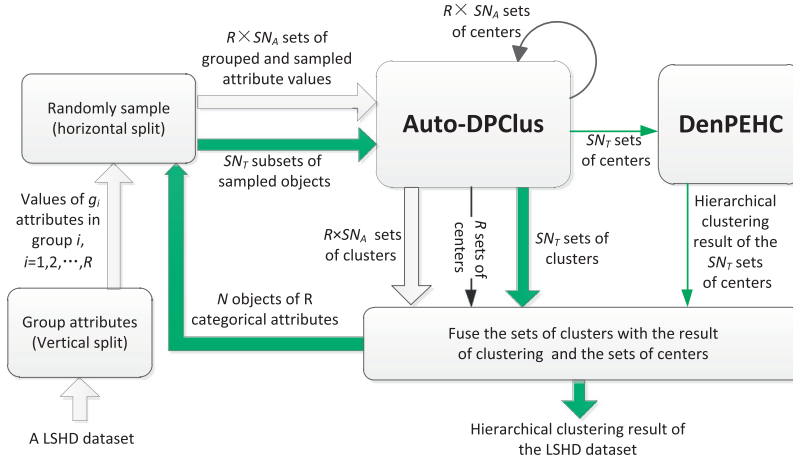 R× SN_A sets
of centers
R×SN_A sets of
grouped and sampled
attribute values
Randomly sample
(horizontal split)
Auto-DPClus
DenPEHC
SN_T sets
of centers
SN_T subsets of
sampled objects
Values of g_i
attributes in
group i,
i=1,2,⋯,R
R×SN_A sets
of clusters
R sets of
centers
SN_T sets of
clusters
Hierarchical
clustering
result of the
SN_T sets
of centers
N objects of R
categorical attributes
Group attributes
(Vertical split)
Fuse the sets of clusters with the result
of clustering and the sets of centers
A LSHD dataset
Hierarchical clustering result of
the LSHD dataset